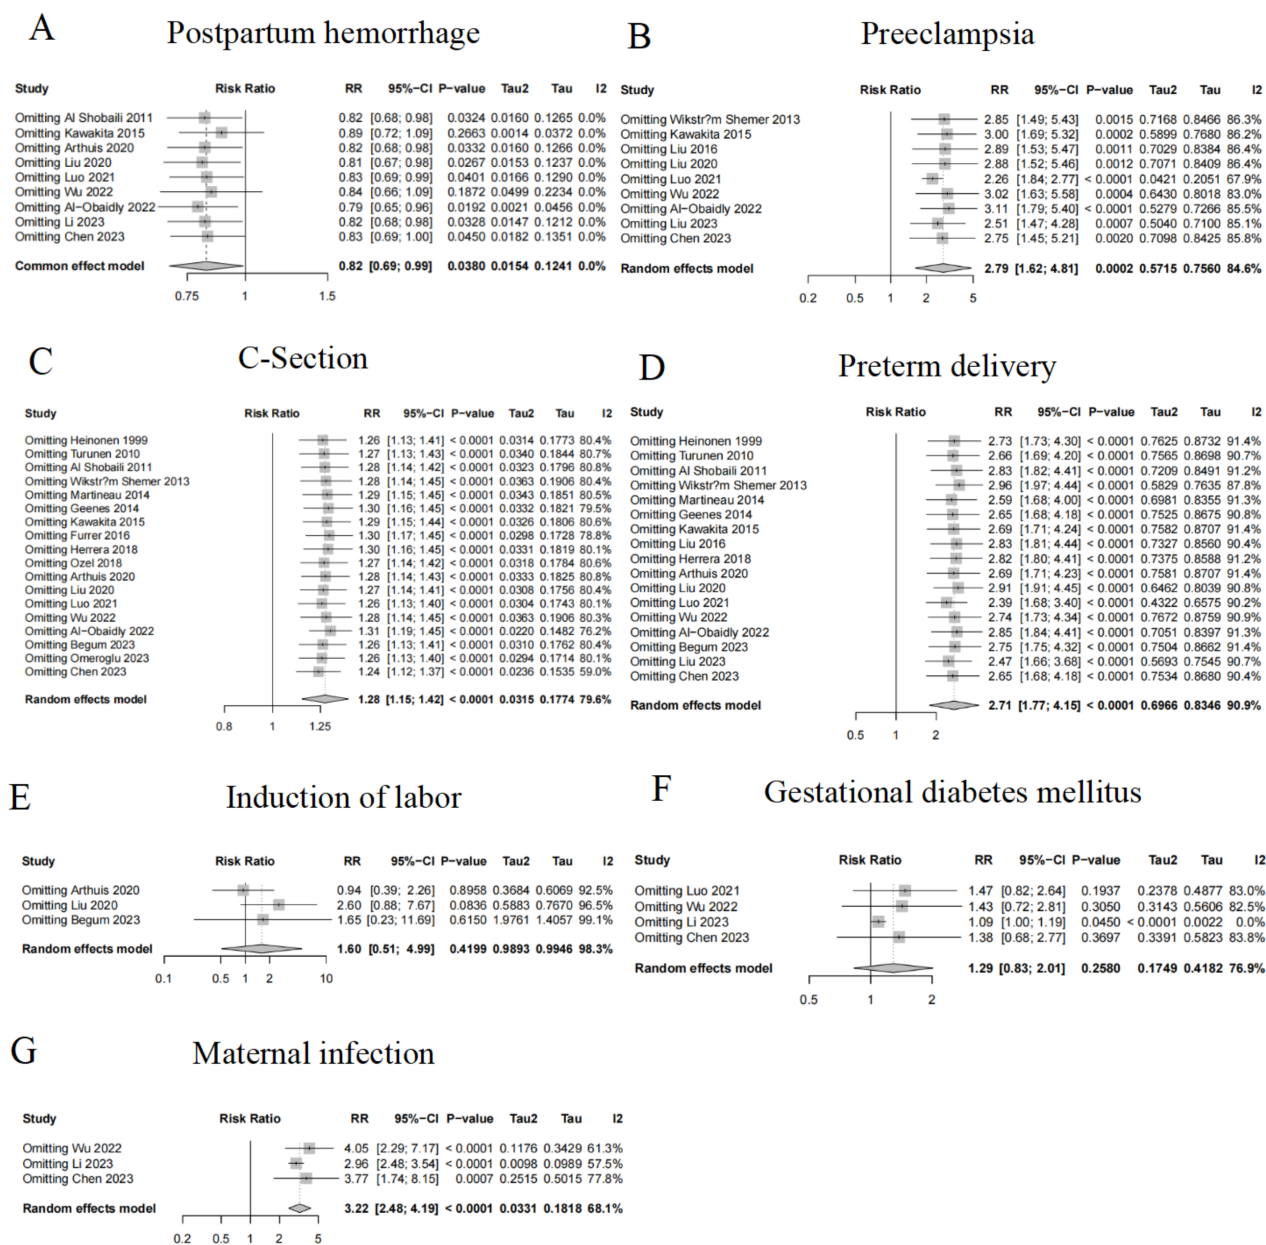 A Postpartum hemorrhage
Study Risk Ratio RR 95%-CI P-value Tau2 Tau I2
Omitting Al Shobaili 2011 0.82 [0.68; 0.98] 0.0324 0.0160 0.1265 0.0%
Omitting Kawakita 2015 0.89 [0.72; 1.09] 0.2663 0.0014 0.0372 0.0%
Omitting Arthuis 2020 0.82 [0.68; 0.98] 0.0332 0.0160 0.1266 0.0%
Omitting Liu 2020 0.81 [0.67; 0.98] 0.0267 0.0153 0.1237 0.0%
Omitting Luo 2021 0.83 [0.69; 0.99] 0.0401 0.0166 0.1290 0.0%
Omitting Wu 2022 0.84 [0.66; 1.09] 0.1872 0.0499 0.2234 0.0%
Omitting Al-Obaidly 2022 0.79 [0.65; 0.96] 0.0192 0.0021 0.0456 0.0%
Omitting Li 2023 0.82 [0.68; 0.98] 0.0328 0.0147 0.1212 0.0%
Omitting Chen 2023 0.83 [0.69; 1.00] 0.0450 0.0182 0.1351 0.0%
Common effect model 0.82 [0.69; 0.99] 0.0380 0.0154 0.1241 0.0%
0.75 1 1.5
B Preeclampsia
Study Risk Ratio RR 95%-CI P-value Tau2 Tau I2
Omitting Wikstr?m Shemer 2013 2.85 [1.49; 5.43] 0.0015 0.7168 0.8466 86.3%
Omitting Kawakita 2015 3.00 [1.69; 5.32] 0.0002 0.5899 0.7680 86.2%
Omitting Liu 2016 2.89 [1.53; 5.47] 0.0011 0.7029 0.8384 86.4%
Omitting Liu 2020 2.88 [1.52; 5.46] 0.0012 0.7071 0.8409 86.4%
Omitting Luo 2021 2.26 [1.84; 2.77] < 0.0001 0.0421 0.2051 67.9%
Omitting Wu 2022 3.02 [1.63; 5.58] 0.0004 0.6430 0.8018 83.0%
Omitting Al-Obaidly 2022 3.11 [1.79; 5.40] < 0.0001 0.5279 0.7266 85.5%
Omitting Liu 2023 2.51 [1.47; 4.28] 0.0007 0.5040 0.7100 85.1%
Omitting Chen 2023 2.75 [1.45; 5.21] 0.0020 0.7098 0.8425 85.8%
Random effects model 2.79 [1.62; 4.81] 0.0002 0.5715 0.7560 84.6%
0.2 0.5 1 2 5
C C-Section
Study Risk Ratio RR 95%-CI P-value Tau2 Tau I2
Omitting Heinonen 1999 1.26 [1.13; 1.41] < 0.0001 0.0314 0.1773 80.4%
Omitting Turunen 2010 1.27 [1.13; 1.43] < 0.0001 0.0340 0.1844 80.7%
Omitting Al Shobaili 2011 1.28 [1.14; 1.42] < 0.0001 0.0323 0.1796 80.8%
Omitting Wikstr?m Shemer 2013 1.28 [1.14; 1.45] < 0.0001 0.0363 0.1906 80.4%
Omitting Martineau 2014 1.29 [1.15; 1.45] < 0.0001 0.0343 0.1851 80.5%
Omitting Geenes 2014 1.30 [1.16; 1.45] < 0.0001 0.0332 0.1821 79.5%
Omitting Kawakita 2015 1.29 [1.15; 1.44] < 0.0001 0.0326 0.1806 80.6%
Omitting Furrer 2016 1.30 [1.17; 1.45] < 0.0001 0.0298 0.1728 78.8%
Omitting Herrera 2018 1.30 [1.16; 1.45] < 0.0001 0.0331 0.1819 80.1%
Omitting Ozel 2018 1.27 [1.14; 1.42] < 0.0001 0.0318 0.1784 80.6%
Omitting Arthuis 2020 1.28 [1.14; 1.43] < 0.0001 0.0333 0.1825 80.8%
Omitting Liu 2020 1.27 [1.14; 1.41] < 0.0001 0.0308 0.1756 80.4%
Omitting Luo 2021 1.26 [1.13; 1.40] < 0.0001 0.0304 0.1743 80.1%
Omitting Wu 2022 1.28 [1.14; 1.45] < 0.0001 0.0363 0.1906 80.3%
Omitting Al-Obaidly 2022 1.31 [1.19; 1.45] < 0.0001 0.0220 0.1482 76.2%
Omitting Begum 2023 1.26 [1.13; 1.41] < 0.0001 0.0310 0.1762 80.4%
Omitting Omeroglu 2023 1.26 [1.13; 1.40] < 0.0001 0.0294 0.1714 80.1%
Omitting Chen 2023 1.24 [1.12; 1.37] < 0.0001 0.0236 0.1535 59.0%
Random effects model 1.28 [1.15; 1.42] < 0.0001 0.0315 0.1774 79.6%
0.8 1 1.25
D Preterm delivery
Study Risk Ratio RR 95%-CI P-value Tau2 Tau I2
Omitting Heinonen 1999 2.73 [1.73; 4.30] < 0.0001 0.7625 0.8732 91.4%
Omitting Turunen 2010 2.66 [1.69; 4.20] < 0.0001 0.7565 0.8698 90.8%
Omitting Al Shobaili 2011 2.83 [1.82; 4.41] < 0.0001 0.7209 0.8491 91.2%
Omitting Wikstr?m Shemer 2013 2.96 [1.97; 4.44] < 0.0001 0.5829 0.7635 87.8%
Omitting Martineau 2014 2.59 [1.68; 4.00] < 0.0001 0.6981 0.8355 91.3%
Omitting Geenes 2014 2.65 [1.68; 4.18] < 0.0001 0.7525 0.8675 90.8%
Omitting Kawakita 2015 2.69 [1.71; 4.24] < 0.0001 0.7582 0.8707 91.4%
Omitting Liu 2016 2.83 [1.81; 4.44] < 0.0001 0.7327 0.8560 90.4%
Omitting Herrera 2018 2.82 [1.80; 4.41] < 0.0001 0.7375 0.8588 91.3%
Omitting Arthuis 2020 2.69 [1.71; 4.23] < 0.0001 0.7581 0.8707 91.4%
Omitting Liu 2020 2.91 [1.91; 4.45] < 0.0001 0.6462 0.8039 90.8%
Omitting Luo 2021 2.39 [1.68; 3.40] < 0.0001 0.4322 0.6575 90.2%
Omitting Wu 2022 2.74 [1.73; 4.34] < 0.0001 0.7672 0.8759 90.9%
Omitting Al-Obaidly 2022 2.85 [1.84; 4.41] < 0.0001 0.7051 0.8397 91.3%
Omitting Begum 2023 2.75 [1.75; 4.32] < 0.0001 0.7504 0.8662 91.4%
Omitting Liu 2023 2.47 [1.66; 3.68] < 0.0001 0.5693 0.7545 90.7%
Omitting Chen 2023 2.65 [1.68; 4.18] < 0.0001 0.7534 0.8680 90.4%
Random effects model 2.71 [1.77; 4.15] < 0.0001 0.6966 0.8346 90.9%
0.5 1 2
E Induction of labor
Study Risk Ratio RR 95%-CI P-value Tau2 Tau I2
Omitting Arthuis 2020 0.94 [0.39; 2.26] 0.8958 0.3684 0.6069 92.5%
Omitting Liu 2020 2.60 [0.88; 7.67] 0.0836 0.5883 0.7670 96.5%
Omitting Begum 2023 1.65 [0.23; 11.69] 0.6150 1.9761 1.4057 99.1%
Random effects model 1.60 [0.51; 4.99] 0.4199 0.9893 0.9946 98.3%
0.1 0.5 1 2 10
F Gestational diabetes mellitus
Study Risk Ratio RR 95%-CI P-value Tau2 Tau I2
Omitting Luo 2021 1.47 [0.82; 2.64] 0.1937 0.2378 0.4877 83.0%
Omitting Wu 2022 1.43 [0.72; 2.81] 0.3050 0.3143 0.5606 82.5%
Omitting Li 2023 1.09 [1.00; 1.19] 0.0450 < 0.0001 0.0022 0.0%
Omitting Chen 2023 1.38 [0.68; 2.77] 0.3697 0.3391 0.5823 83.8%
Random effects model 1.29 [0.83; 2.01] 0.2580 0.1749 0.4182 76.9%
0.5 1 2
G Maternal infection
Study Risk Ratio RR 95%-CI P-value Tau2 Tau I2
Omitting Wu 2022 4.05 [2.29; 7.17] < 0.0001 0.1176 0.3429 61.3%
Omitting Li 2023 2.96 [2.48; 3.54] < 0.0001 0.0098 0.0989 57.5%
Omitting Chen 2023 3.77 [1.74; 8.15] 0.0007 0.2515 0.5015 77.8%
Random effects model 3.22 [2.48; 4.19] < 0.0001 0.0331 0.1818 68.1%
0.2 0.5 1 2 5